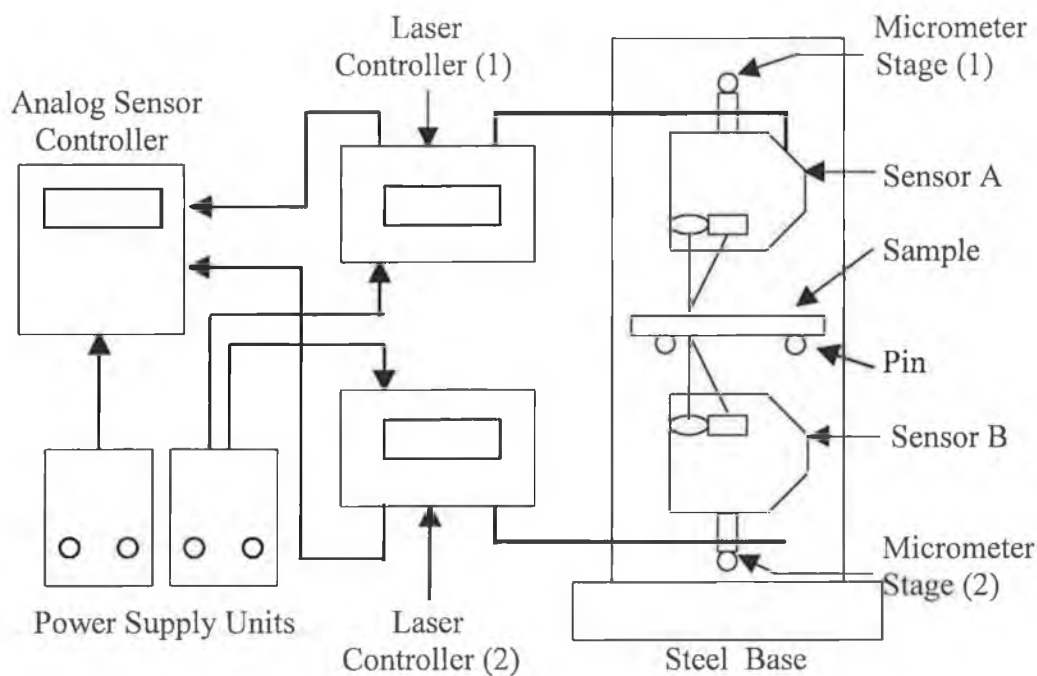 Laser
Controller (1)
Micrometer
Stage (1)
Analog Sensor
Controller
Sensor A
Sample
Pin
Sensor B
Micrometer
Stage (2)
Power Supply Units
Laser
Controller (2)
Steel Base